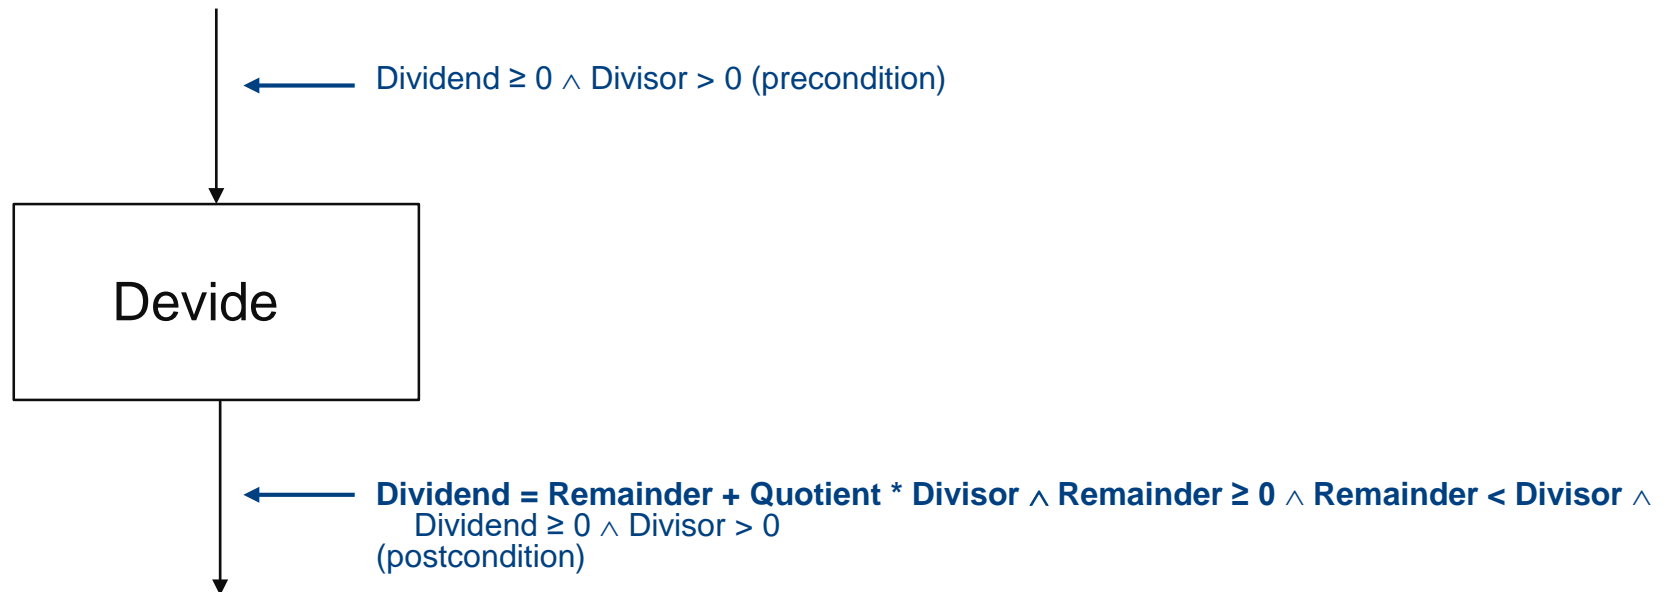 Dividend ≥ 0 ∧ Divisor > 0 (precondition)
Devide
Dividend = Remainder + Quotient * Divisor ∧ Remainder ≥ 0 ∧ Remainder < Divisor ∧
Dividend ≥ 0 ∧ Divisor > 0
(postcondition)